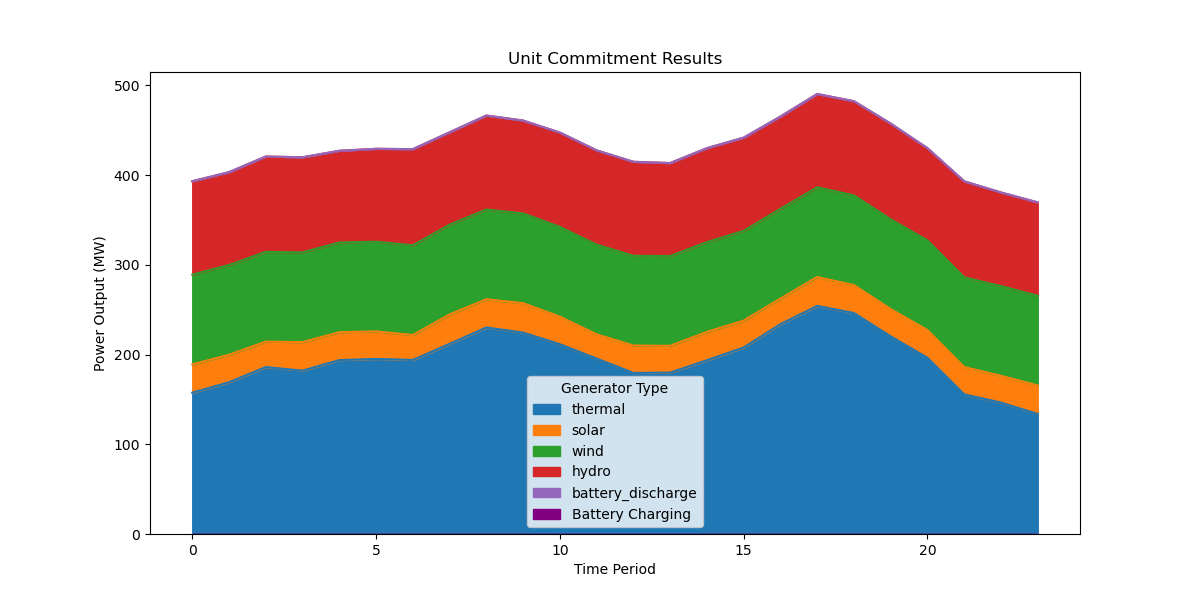 Unit Commitment Results
Power Output (MW)
500
400
300
200
100
0
Generator Type
thermal
solar
wind
hydro
battery_discharge
Battery Charging
0 5 10 15 20
Time Period